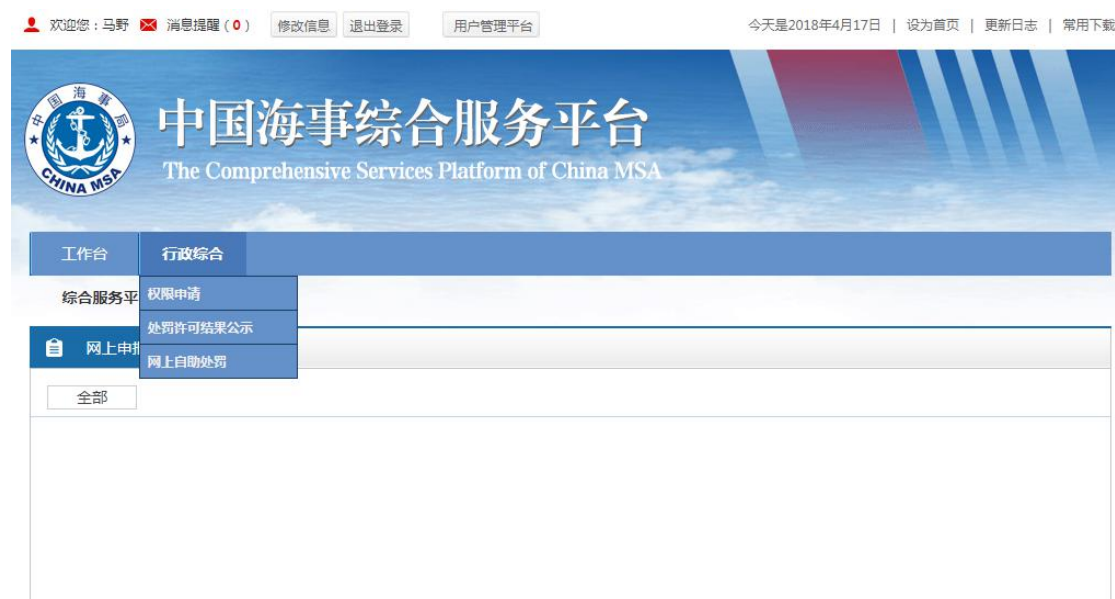 欢迎您：马野 消息提醒（0） 修改信息 退出登录 用户管理平台 今天是2018年4月17日 | 设为首页 | 更新日志 | 常用下载
中国海事局
CHINA MSA
中国海事综合服务平台
The Comprehensive Services Platform of China MSA
工作台 行政综合
综合服务平
权限申请
处罚许可结果公示
网上申报
网上自助处罚
全部